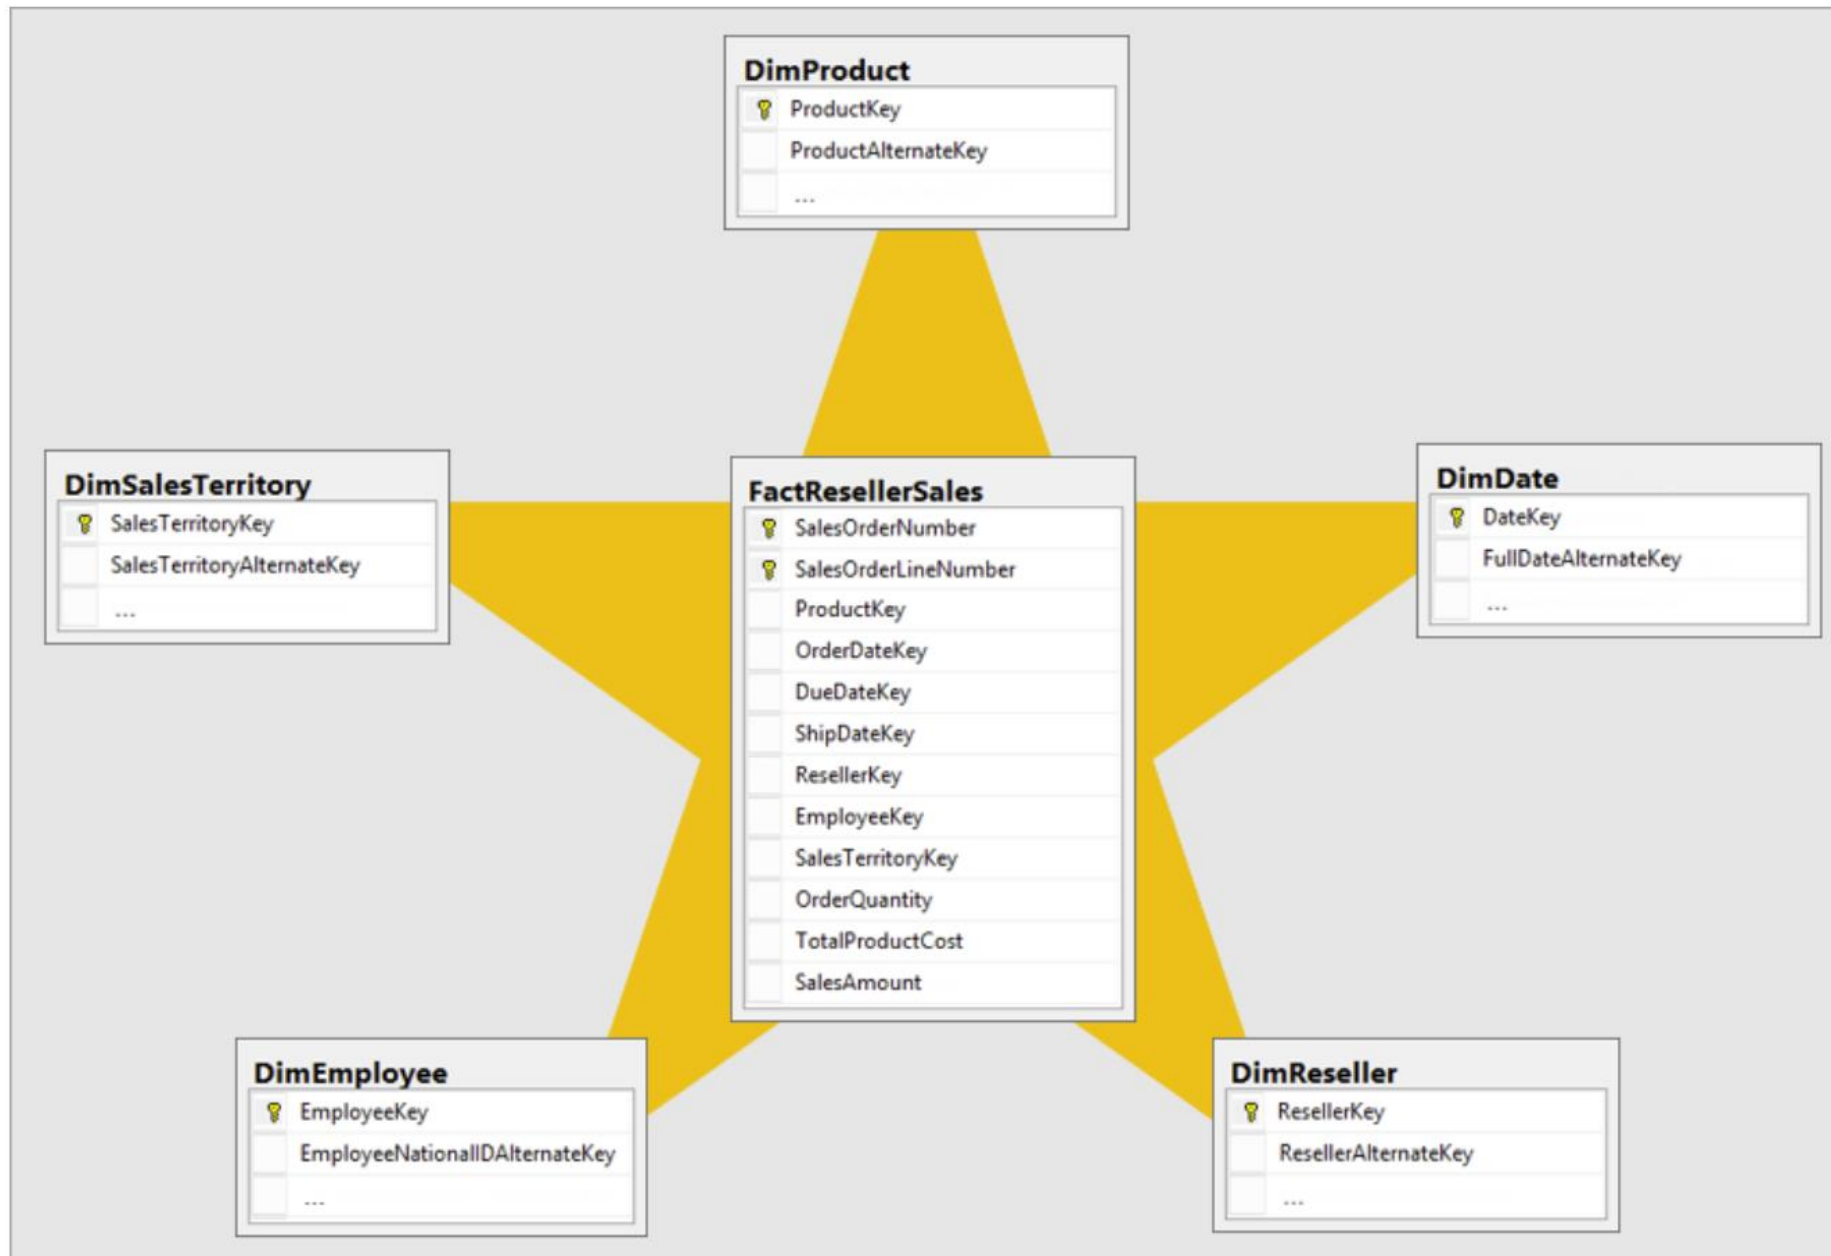 DimProduct
ProductKey
ProductAlternateKey
...
DimSalesTerritory
SalesTerritoryKey
SalesTerritoryAlternateKey
...
FactResellerSales
SalesOrderNumber
SalesOrderLineNumber
ProductKey
OrderDateKey
DueDateKey
ShipDateKey
ResellerKey
EmployeeKey
SalesTerritoryKey
OrderQuantity
TotalProductCost
SalesAmount
DimDate
DateKey
FullDateAlternateKey
...
DimEmployee
EmployeeKey
EmployeeNationalIDAlternateKey
...
DimReseller
ResellerKey
ResellerAlternateKey
...